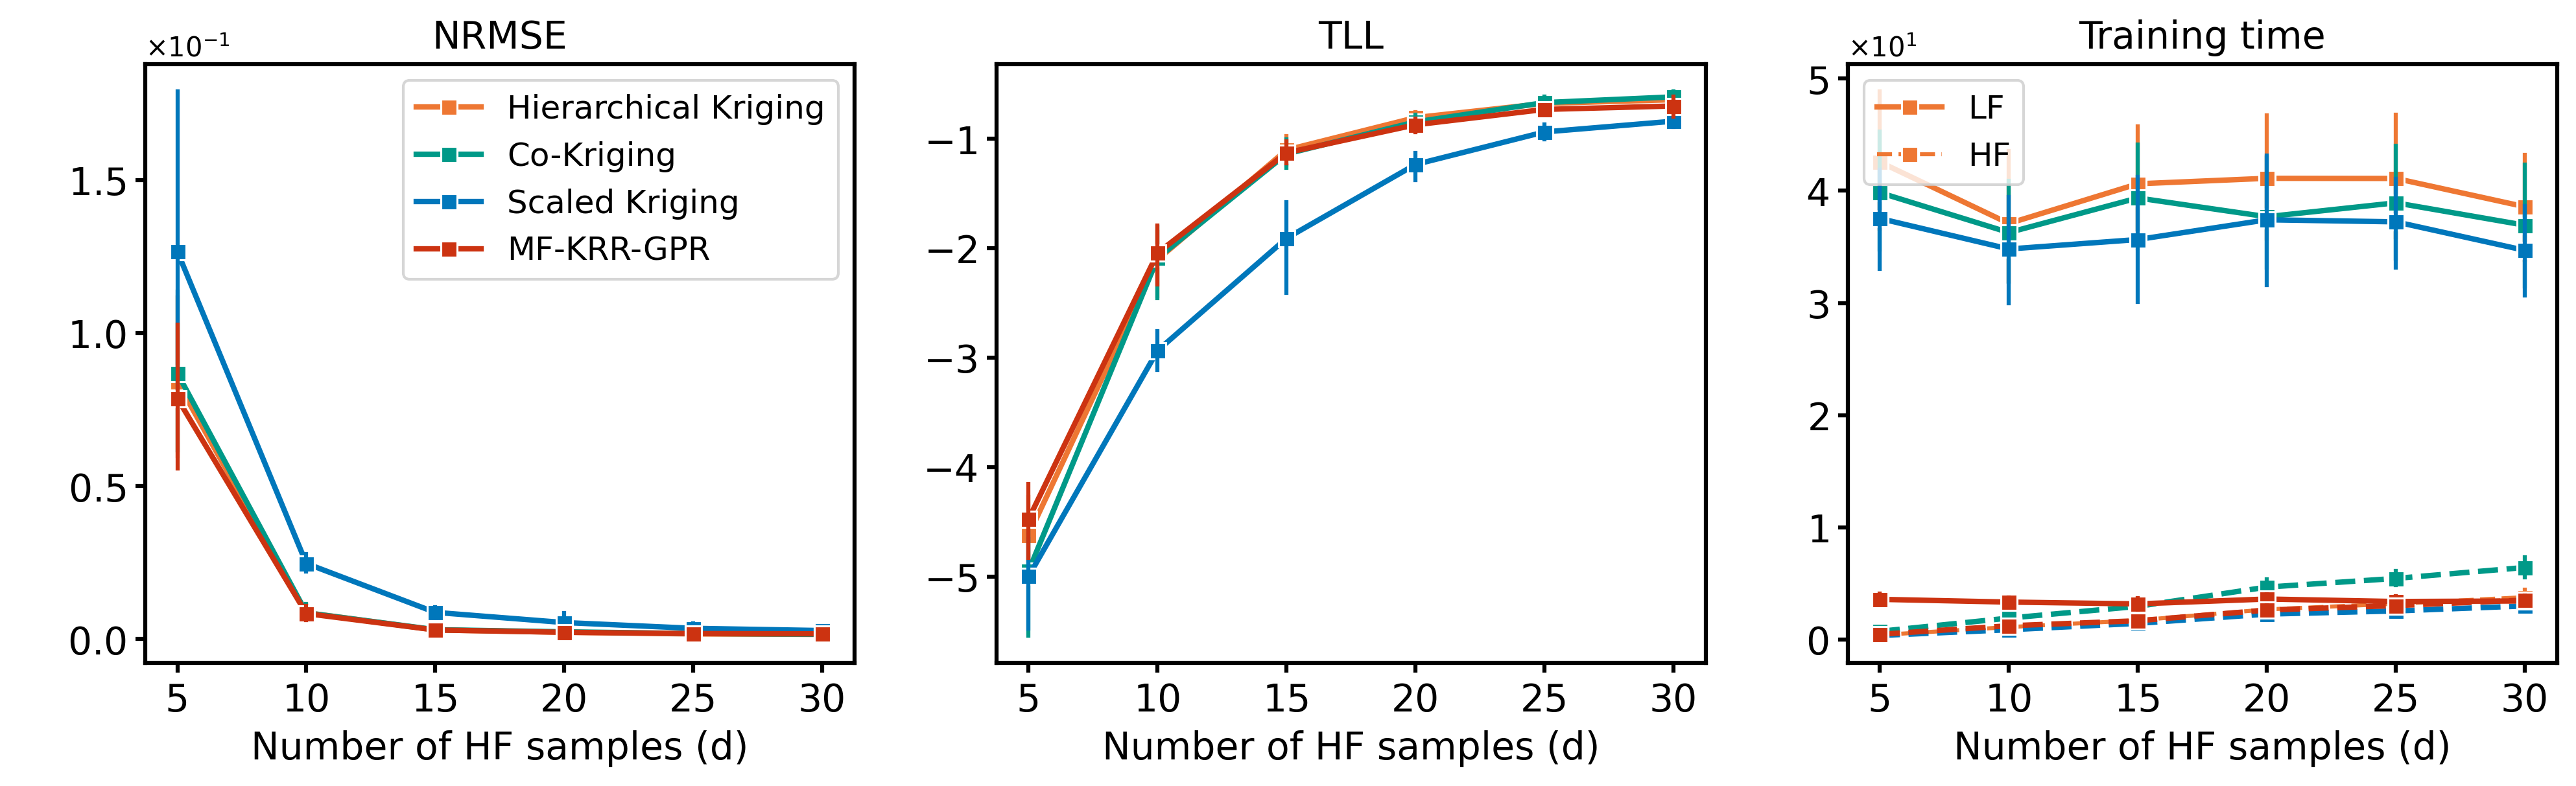 NRMSE
×10⁻¹
1.5
1.0
0.5
0.0
5 10 15 20 25 30
Number of HF samples (d)
Hierarchical Kriging
Co-Kriging
Scaled Kriging
MF-KRR-GPR
TLL
−1
−2
−3
−4
−5
5 10 15 20 25 30
Number of HF samples (d)
Training time
×10¹
5
4
3
2
1
0
5 10 15 20 25 30
Number of HF samples (d)
LF
HF